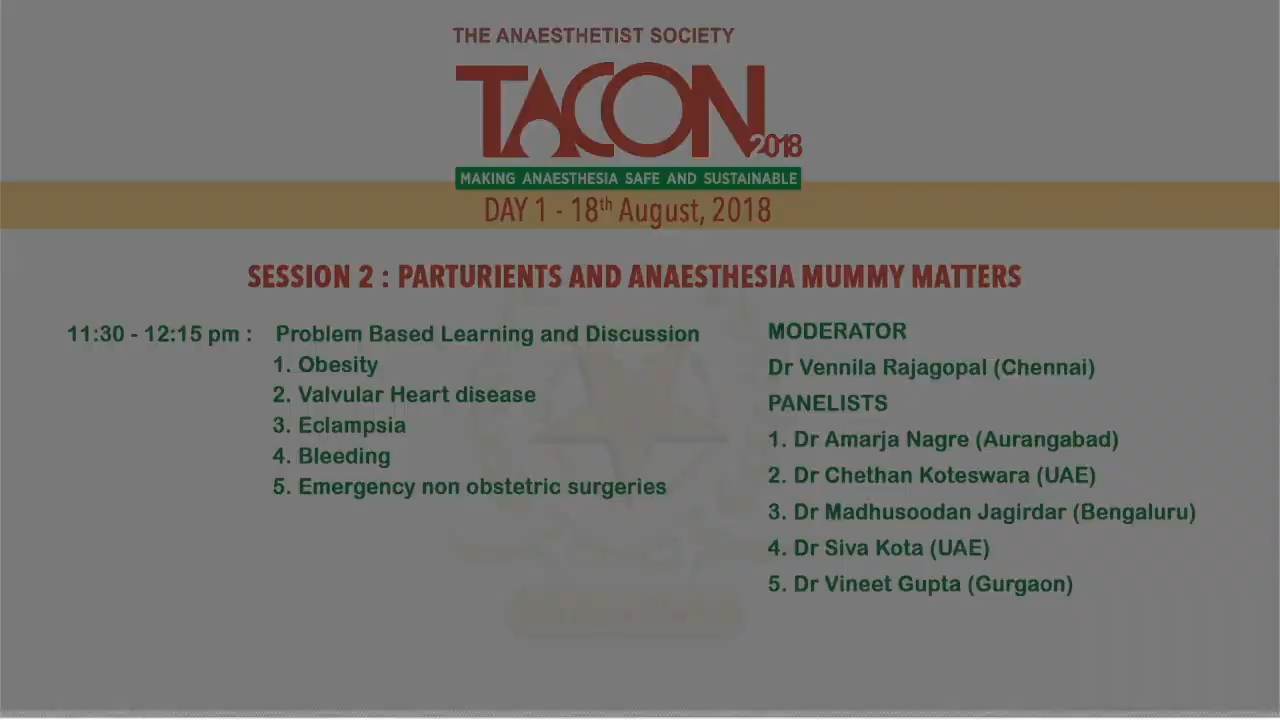 THE ANAESTHETIST SOCIETY
TACON 2018
MAKING ANAESTHESIA SAFE AND SUSTAINABLE
DAY 1 - 18th August, 2018
SESSION 2 : PARTURIENTS AND ANAESTHESIA MUMMY MATTERS
11:30 - 12:15 pm : Problem Based Learning and Discussion
1. Obesity
2. Valvular Heart disease
3. Eclampsia
4. Bleeding
5. Emergency non obstetric surgeries
MODERATOR
Dr Vennila Rajagopal (Chennai)
PANELISTS
1. Dr Amarja Nagre (Aurangabad)
2. Dr Chethan Koteswara (UAE)
3. Dr Madhusoodan Jagirdar (Bengaluru)
4. Dr Siva Kota (UAE)
5. Dr Vineet Gupta (Gurgaon)